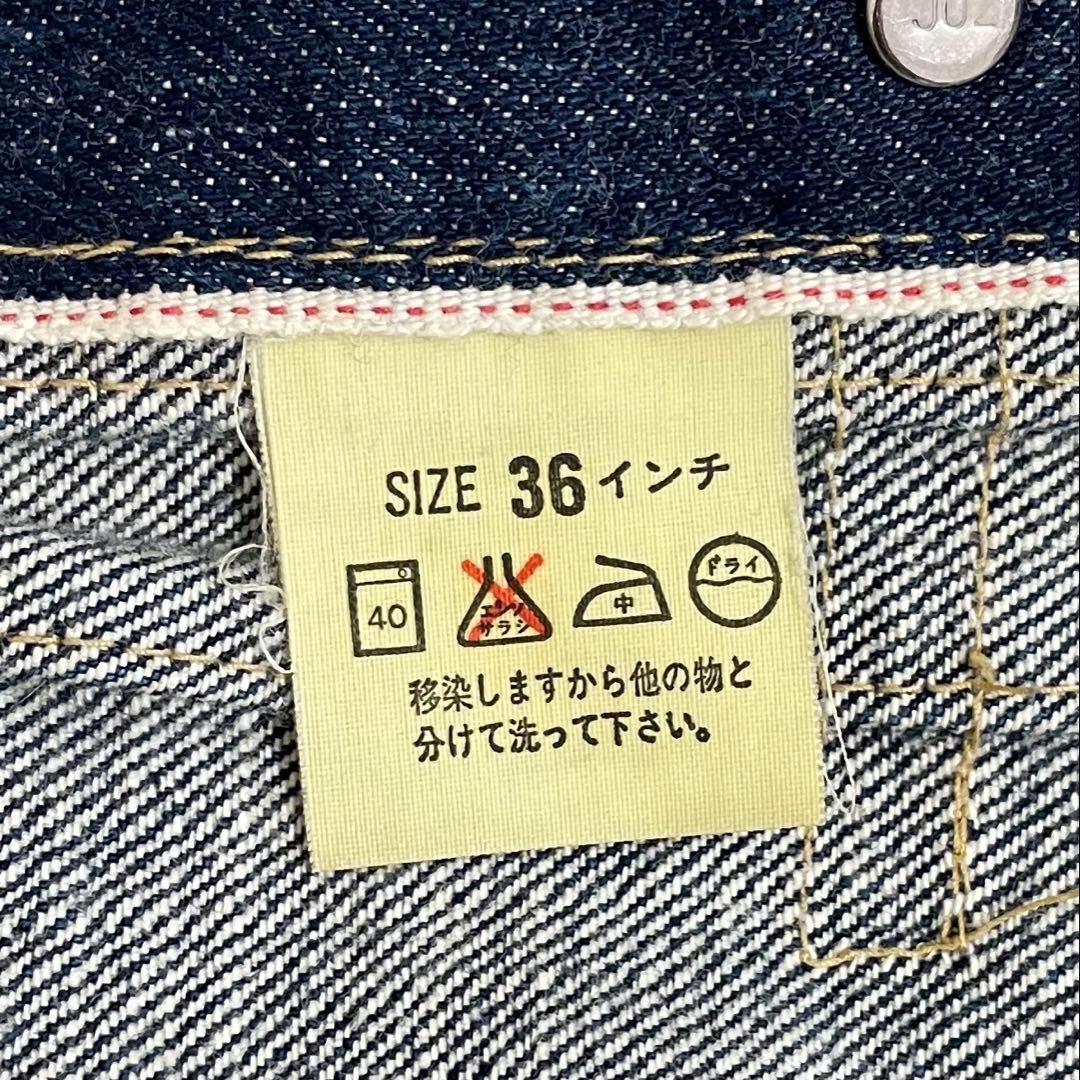 SIZE 36インチ
40
エンソ
サラシ
中
ドライ
移染しますから他の物と
分けて洗って下さい。